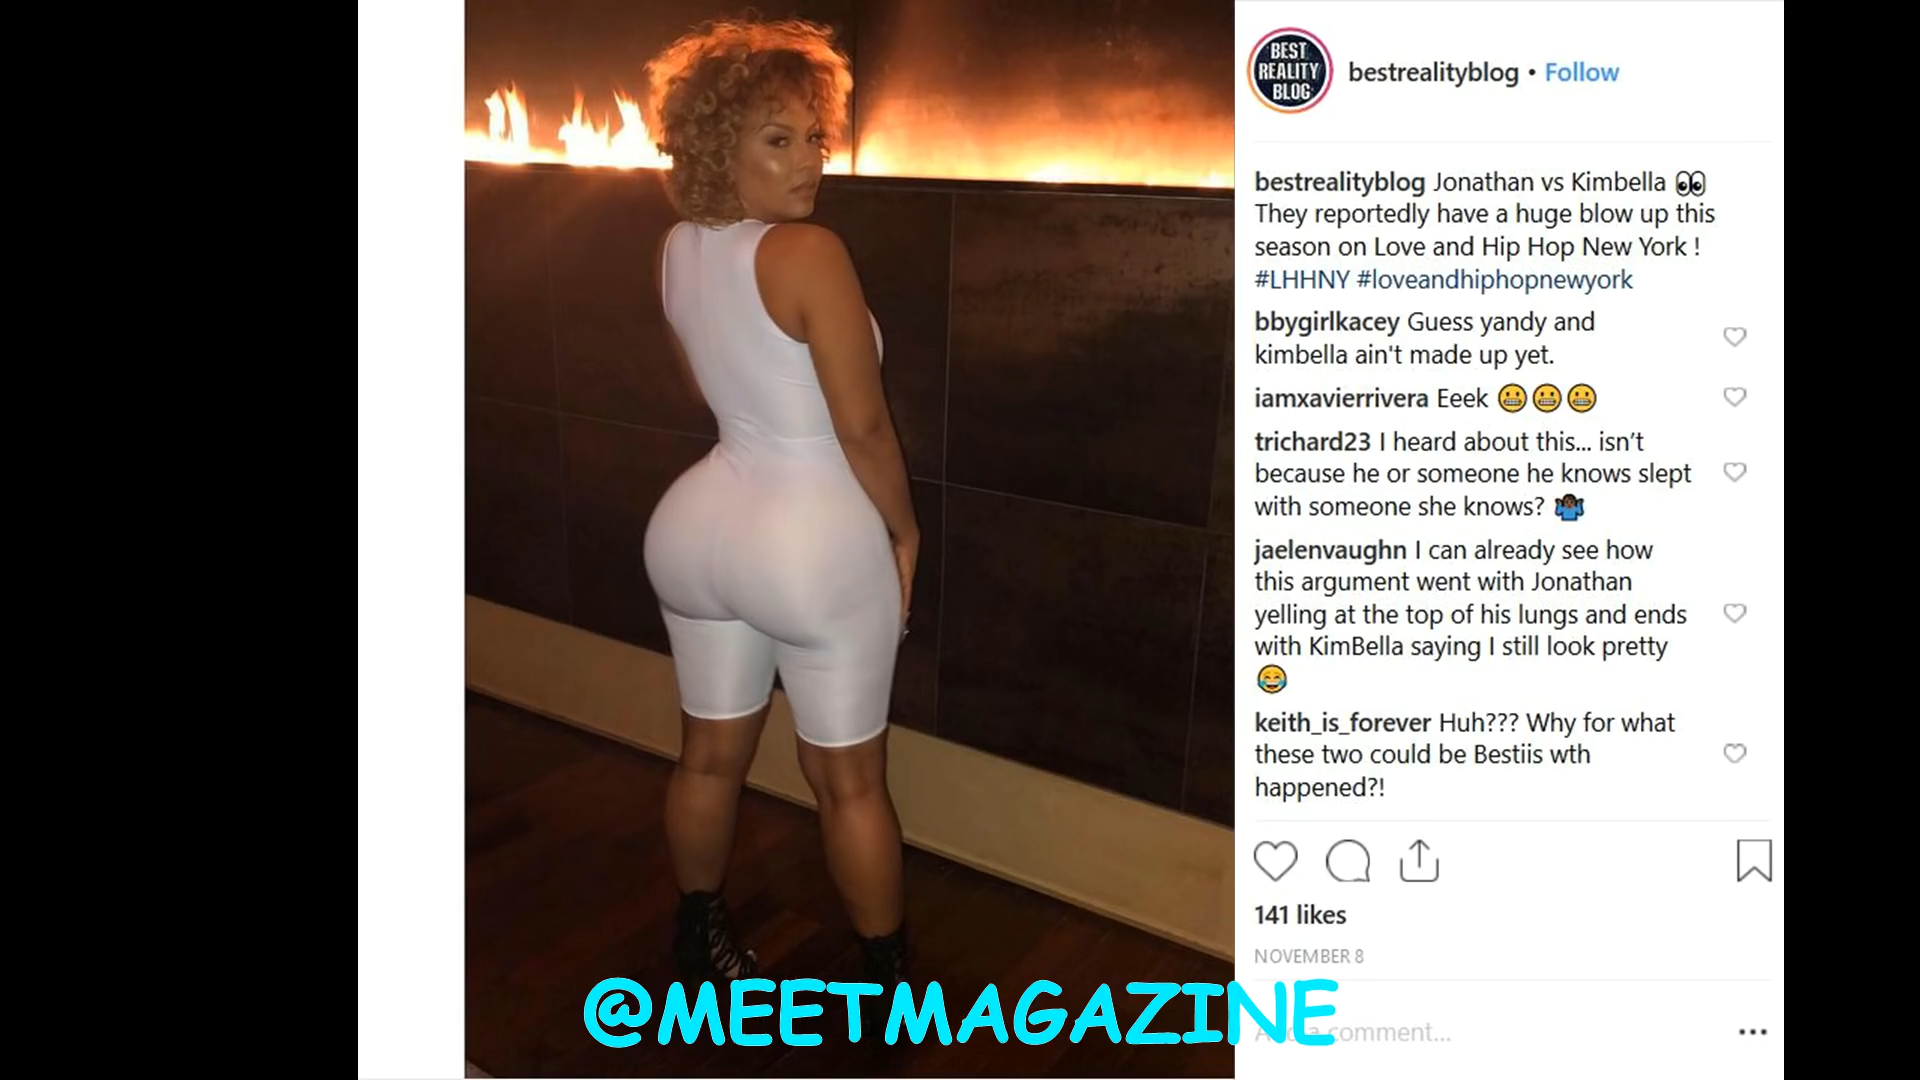 BEST
REALITY
BLOG
bestrealityblog • Follow
bestrealityblog Jonathan vs Kimbella 👀
They reportedly have a huge blow up this
season on Love and Hip Hop New York !
#LHHNY #loveandhiphopnewyork
bbygirlkacey Guess yandy and
kimbella ain't made up yet.
iamxavierrivera Eeek 😬😬😬
trichard23 I heard about this... isn’t
because he or someone he knows slept
with someone she knows? 🤷🏿‍♂️
jaelenvaughn I can already see how
this argument went with Jonathan
yelling at the top of his lungs and ends
with KimBella saying I still look pretty
😂
keith_is_forever Huh??? Why for what
these two could be Bestiis wth
happened?!
141 likes
NOVEMBER 8
@MEETMAGAZINE
comment...